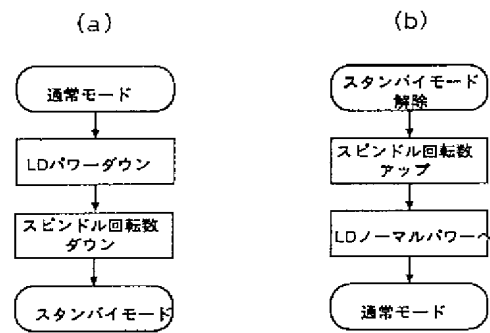 (a)
通常モード
LDパワーダウン
スピンドル回転数
ダウン
スタンバイモード
(b)
スタンバイモード
解除
スピンドル回転数
アップ
LDノーマルパワーへ
通常モード